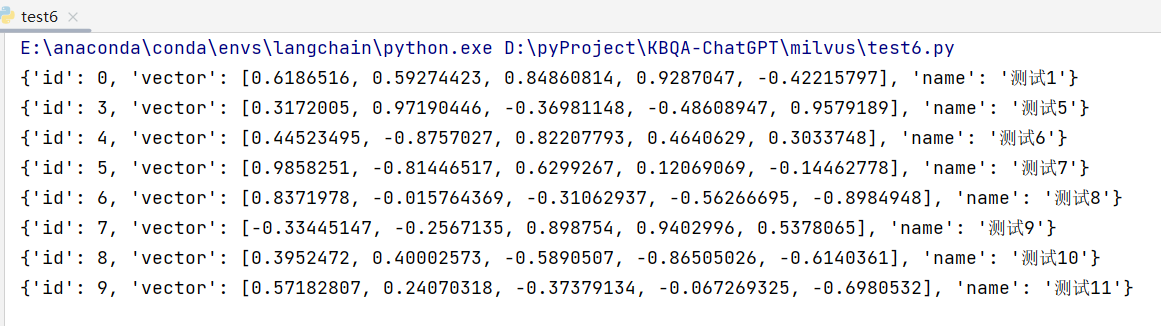 test6
E:\anaconda\conda\envs\langchain\python.exe D:\pyProject\KBQA-ChatGPT\milvus\test6.py
{'id': 0, 'vector': [0.6186516, 0.59274423, 0.84860814, 0.9287047, -0.42215797], 'name': '测试1'}
{'id': 3, 'vector': [0.3172005, 0.97190446, -0.36981148, -0.48608947, 0.9579189], 'name': '测试5'}
{'id': 4, 'vector': [0.44523495, -0.8757027, 0.82207793, 0.4640629, 0.3033748], 'name': '测试6'}
{'id': 5, 'vector': [0.9858251, -0.81446517, 0.6299267, 0.12069069, -0.14462778], 'name': '测试7'}
{'id': 6, 'vector': [0.8371978, -0.015764369, -0.31062937, -0.56266695, -0.8984948], 'name': '测试8'}
{'id': 7, 'vector': [-0.33445147, -0.2567135, 0.898754, 0.9402996, 0.5378065], 'name': '测试9'}
{'id': 8, 'vector': [0.3952472, 0.40002573, -0.5890507, -0.86505026, -0.6140361], 'name': '测试10'}
{'id': 9, 'vector': [0.57182807, 0.24070318, -0.37379134, -0.067269325, -0.6980532], 'name': '测试11'}